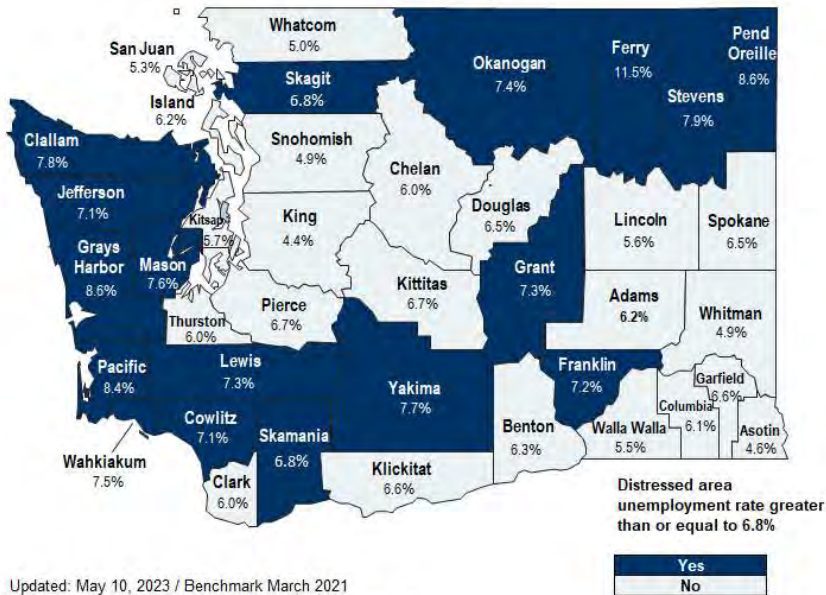 Whatcom
5.0%
San Juan
5.3%
Skagit
6.8%
Island
6.2%
Okanogan
7.4%
Ferry
11.5%
Pend
Oreille
8.6%
Stevens
7.9%
Clallam
7.8%
Snohomish
4.9%
Chelan
6.0%
Jefferson
7.1%
Douglas
6.5%
Kitsap
5.7%
King
4.4%
Lincoln
5.6%
Spokane
6.5%
Grays
Harbor
8.6%
Mason
7.6%
Grant
7.3%
Kittitas
6.7%
Adams
6.2%
Pierce
6.7%
Thurston
6.0%
Whitman
4.9%
Pacific
8.4%
Lewis
7.3%
Yakima
7.7%
Franklin
7.2%
Garfield
6.6%
Columbia
6.1%
Cowlitz
7.1%
Skamania
6.8%
Benton
6.3%
Walla Walla
5.5%
Asotin
4.6%
Wahkiakum
7.5%
Clark
6.0%
Klickitat
6.6%
Distressed area
unemployment rate greater
than or equal to 6.8%
Yes
No
Updated: May 10, 2023 / Benchmark March 2021